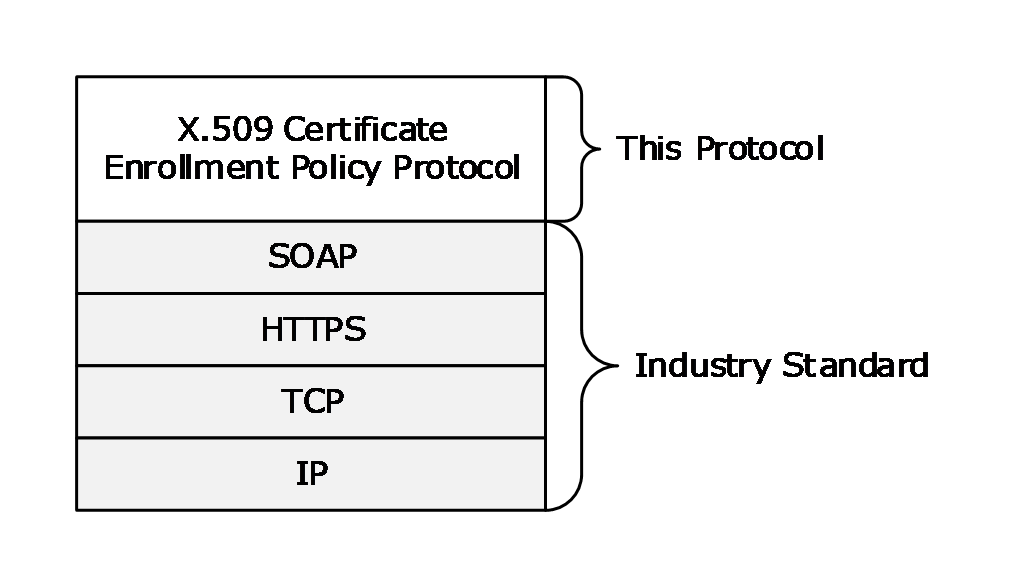 X.509 Certificate
Enrollment Policy Protocol
This Protocol
SOAP
HTTPS
Industry Standard
TCP
IP